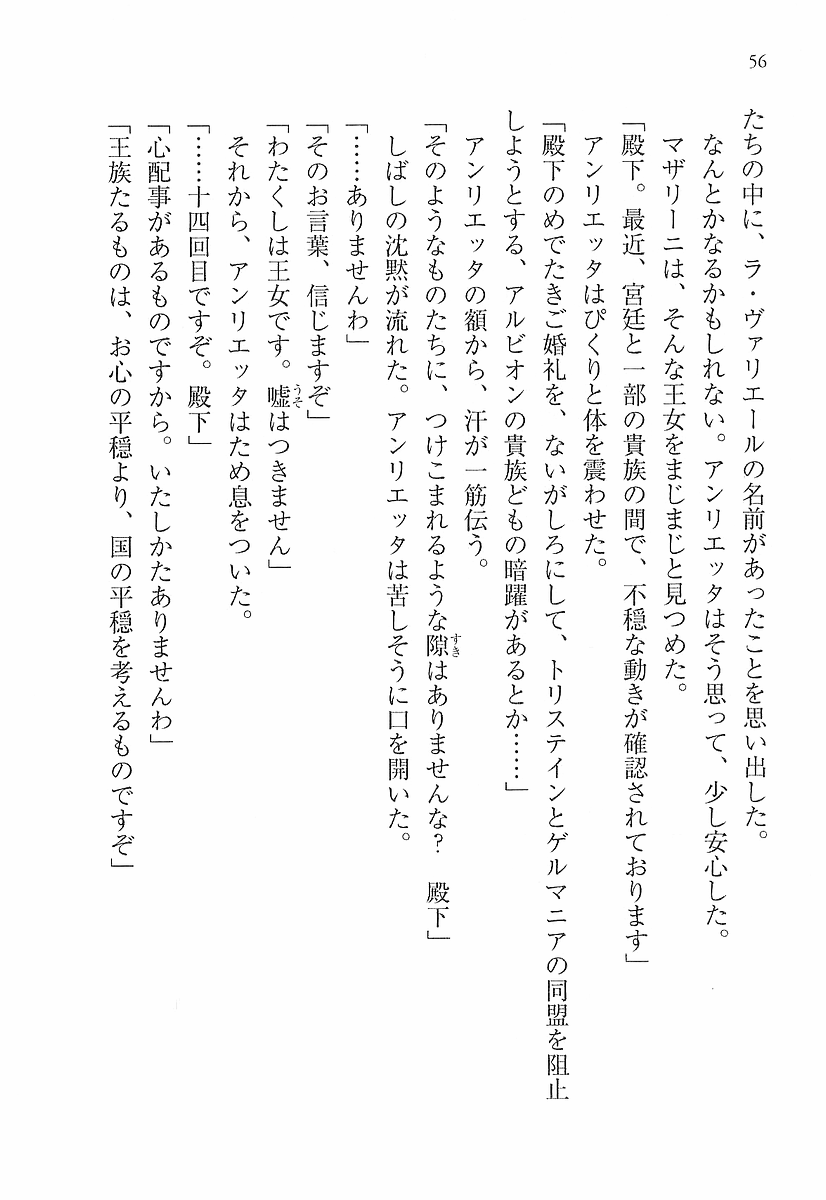 56
たちの中に、ラ・ヴァリエールの名前があったことを思い出した。
なんとかなるかもしれない。アンリエッタはそう思って、少し安心した。
マザリーニは、そんな王女をまじまじと見つめた。
「殿下。最近、宮廷と一部の貴族の間で、不穏な動きが確認されております」
アンリエッタはぴくりと体を震わせた。
「殿下のめでたきご婚礼を、ないがしろにして、トリステインとゲルマニアの同盟を阻止
しようとする、アルビオンの貴族どもの暗躍があるとか……」
アンリエッタの額から、汗が一筋伝う。
「そのようなものたちに、つけこまれるような隙はありませんな？　殿下」
しばしの沈黙が流れた。アンリエッタは苦しそうに口を開いた。
「……ありませんわ」
「そのお言葉、信じますぞ」
「わたくしは王女です。嘘はつきません」
それから、アンリエッタはため息をついた。
「……十四回目ですぞ。殿下」
「心配事があるものですから。いたしかたありませんわ」
「王族たるものは、お心の平穏より、国の平穏を考えるものですぞ」